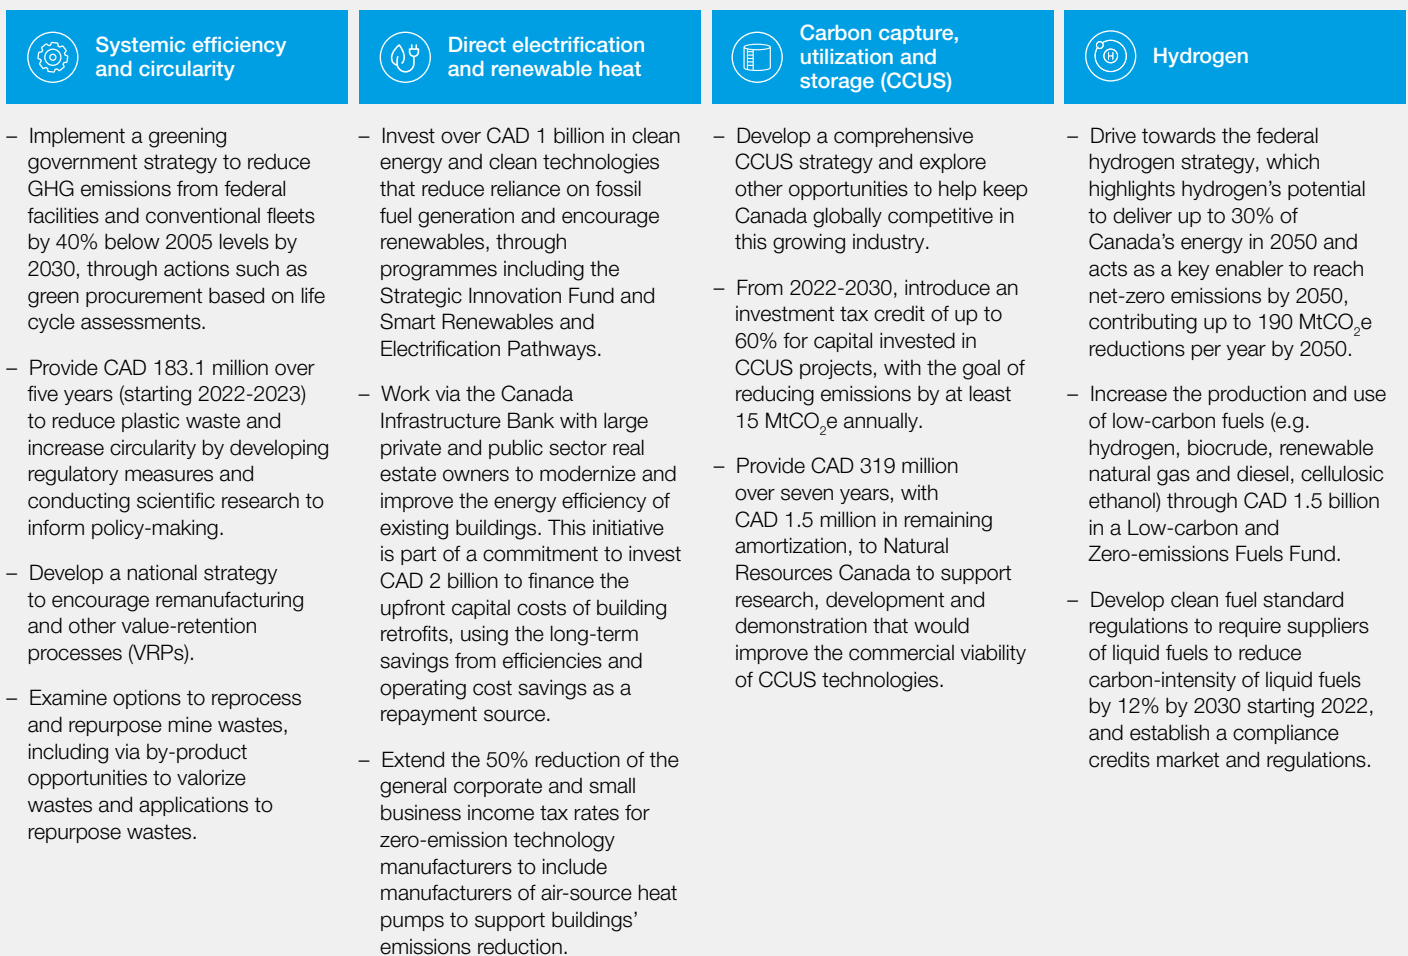 Systemic efficiency
and circularity
– Implement a greening
government strategy to reduce
GHG emissions from federal
facilities and conventional fleets
by 40% below 2005 levels by
2030, through actions such as
green procurement based on life
cycle assessments.
– Provide CAD 183.1 million over
five years (starting 2022-2023)
to reduce plastic waste and
increase circularity by developing
regulatory measures and
conducting scientific research to
inform policy-making.
– Develop a national strategy
to encourage remanufacturing
and other value-retention
processes (VRPs).
– Examine options to reprocess
and repurpose mine wastes,
including via by-product
opportunities to valorize
wastes and applications to
repurpose wastes.
Direct electrification
and renewable heat
– Invest over CAD 1 billion in clean
energy and clean technologies
that reduce reliance on fossil
fuel generation and encourage
renewables, through
programmes including the
Strategic Innovation Fund and
Smart Renewables and
Electrification Pathways.
– Work via the Canada
Infrastructure Bank with large
private and public sector real
estate owners to modernize and
improve the energy efficiency of
existing buildings. This initiative
is part of a commitment to invest
CAD 2 billion to finance the
upfront capital costs of building
retrofits, using the long-term
savings from efficiencies and
operating cost savings as a
repayment source.
– Extend the 50% reduction of the
general corporate and small
business income tax rates for
zero-emission technology
manufacturers to include
manufacturers of air-source heat
pumps to support buildings’
emissions reduction.
Carbon capture,
utilization and
storage (CCUS)
– Develop a comprehensive
CCUS strategy and explore
other opportunities to help keep
Canada globally competitive in
this growing industry.
– From 2022-2030, introduce an
investment tax credit of up to
60% for capital invested in
CCUS projects, with the goal of
reducing emissions by at least
15 MtCO₂e annually.
– Provide CAD 319 million
over seven years, with
CAD 1.5 million in remaining
amortization, to Natural
Resources Canada to support
research, development and
demonstration that would
improve the commercial viability
of CCUS technologies.
H
Hydrogen
– Drive towards the federal
hydrogen strategy, which
highlights hydrogen’s potential
to deliver up to 30% of
Canada’s energy in 2050 and
acts as a key enabler to reach
net-zero emissions by 2050,
contributing up to 190 MtCO₂e
reductions per year by 2050.
– Increase the production and use
of low-carbon fuels (e.g.
hydrogen, biocrude, renewable
natural gas and diesel, cellulosic
ethanol) through CAD 1.5 billion
in a Low-carbon and
Zero-emissions Fuels Fund.
– Develop clean fuel standard
regulations to require suppliers
of liquid fuels to reduce
carbon-intensity of liquid fuels
by 12% by 2030 starting 2022,
and establish a compliance
credits market and regulations.